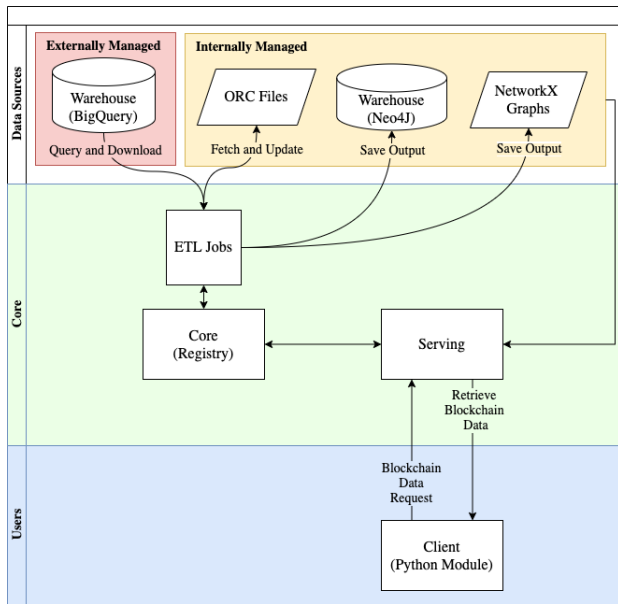 Externally Managed
Internally Managed
Data Sources
Warehouse
(BigQuery)
ORC Files
Warehouse
(Neo4J)
NetworkX
Graphs
Query and Download
Fetch and Update
Save Output
Save Output
Core
ETL Jobs
Core
(Registry)
Serving
Retrieve
Blockchain
Data
Users
Blockchain
Data
Request
Client
(Python Module)